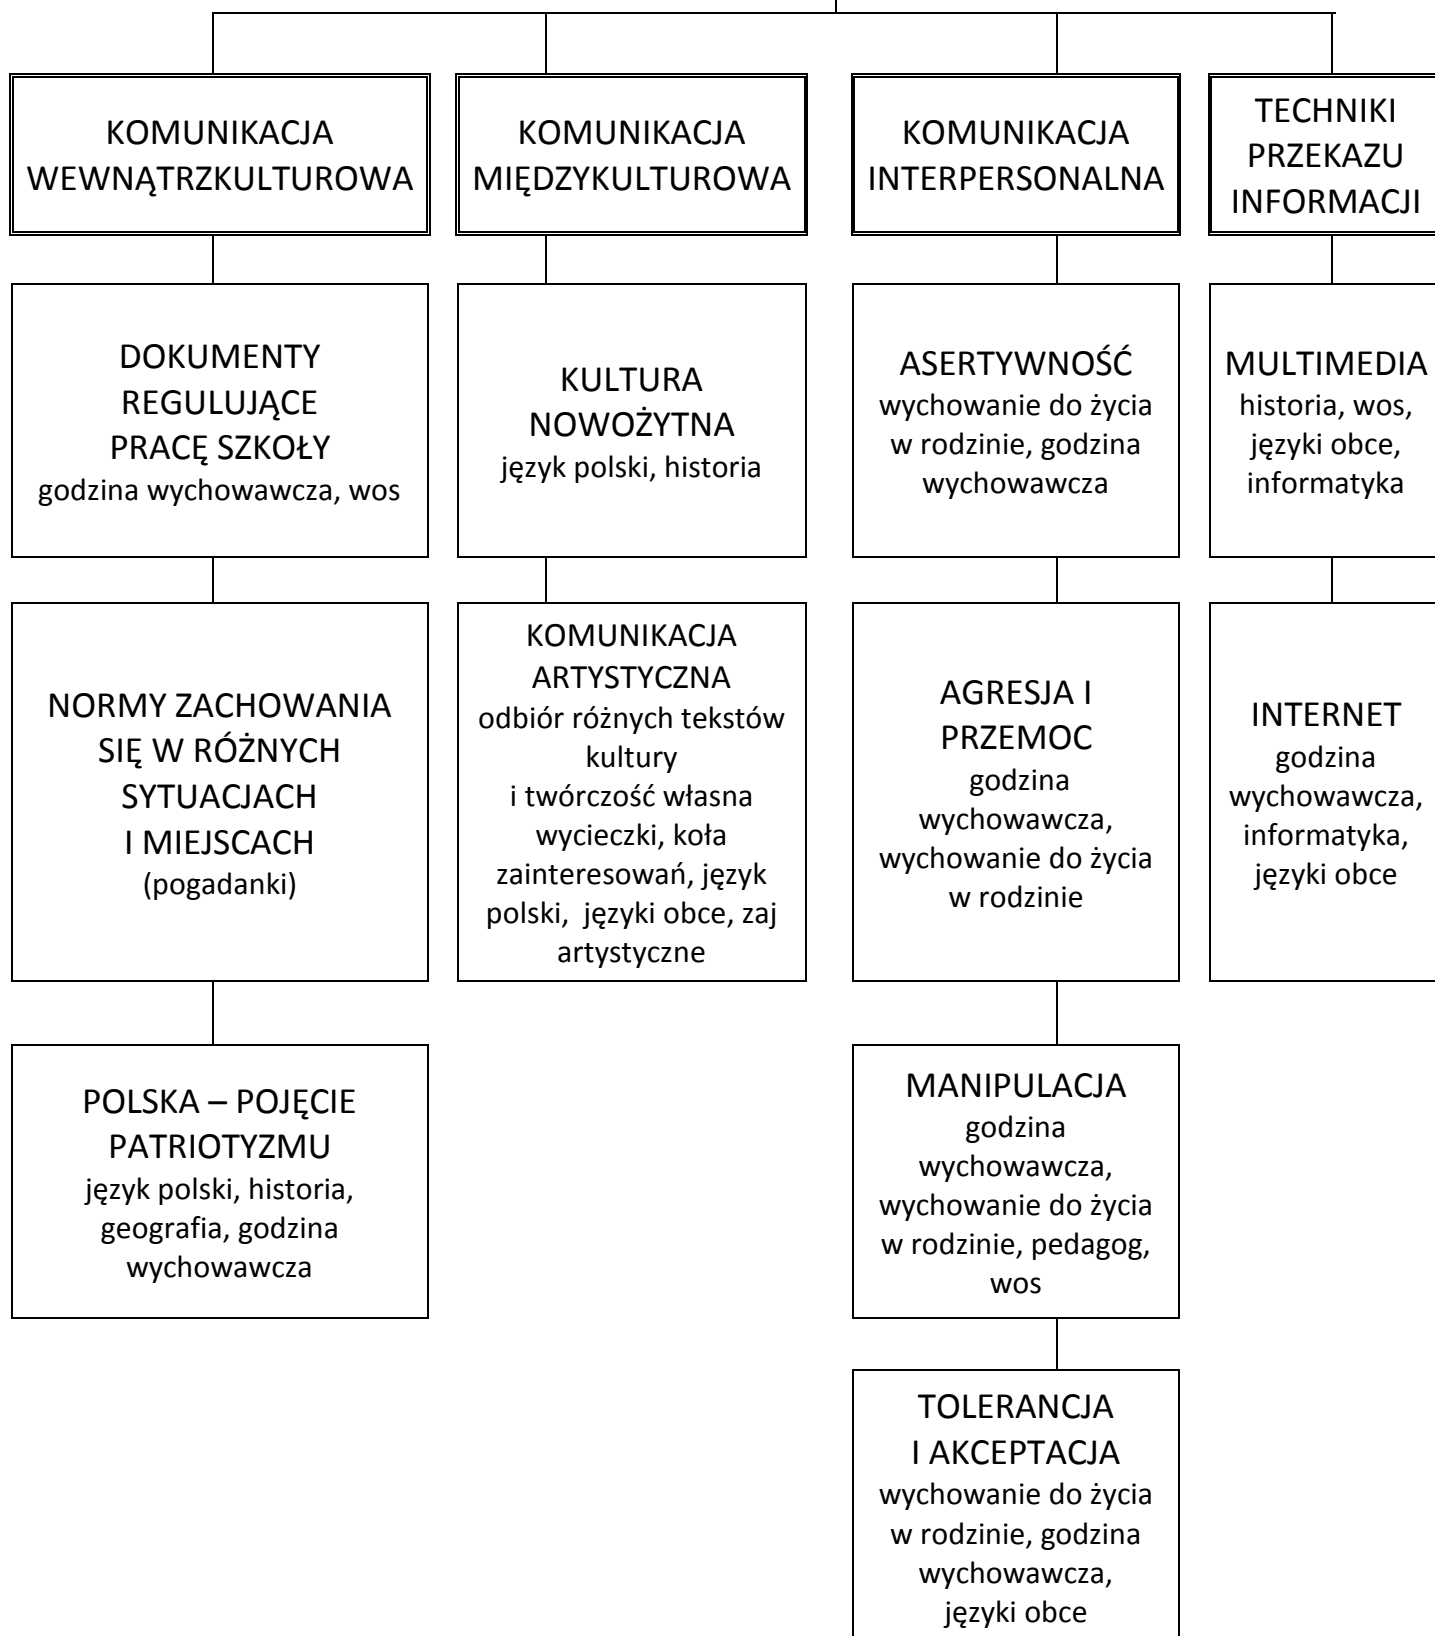 KOMUNIKACJA
WEWNĄTRZKULTUROWA
KOMUNIKACJA
MIĘDZYKULTUROWA
KOMUNIKACJA
INTERPERSONALNA
TECHNIKI
PRZEKAZU
INFORMACJI
DOKUMENTY
REGULUJĄCE
PRACĘ SZKOŁY
godzina wychowawcza, wos
KULTURA
NOWOŻYTNA
język polski, historia
ASERTYWNOŚĆ
wychowanie do życia
w rodzinie, godzina
wychowawcza
MULTIMEDIA
historia, wos,
języki obce,
informatyka
NORMY ZACHOWANIA
SIĘ W RÓŻNYCH
SYTUACJACH
I MIEJSCACH
(pogadanki)
KOMUNIKACJA
ARTYSTYCZNA
odbiór różnych tekstów
kultury
i twórczość własna
wycieczki, koła
zainteresowań, język
polski,  języki obce, zaj
artystyczne
AGRESJA I
PRZEMOC
godzina
wychowawcza,
wychowanie do życia
w rodzinie
INTERNET
godzina
wychowawcza,
informatyka,
języki obce
POLSKA – POJĘCIE
PATRIOTYZMU
język polski, historia,
geografia, godzina
wychowawcza
MANIPULACJA
godzina
wychowawcza,
wychowanie do życia
w rodzinie, pedagog,
wos
TOLERANCJA
I AKCEPTACJA
wychowanie do życia
w rodzinie, godzina
wychowawcza,
języki obce